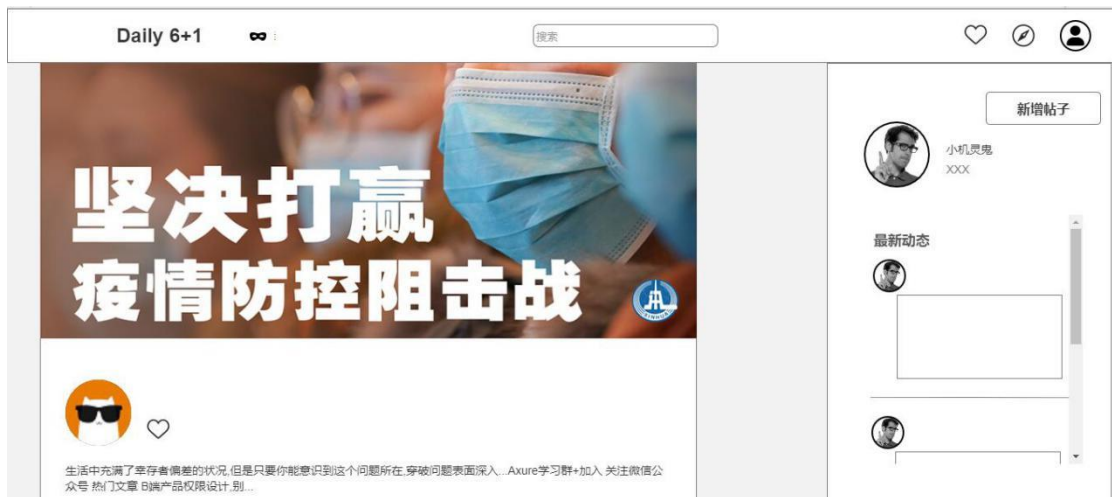 Daily 6+1
搜索
新增帖子
坚决打赢
疫情防控阻击战
XINHUA
小机灵鬼
XXX
最新动态
生活中充满了幸存者偏差的状况,但是只要你能意识到这个问题所在,穿破问题表面深入...Axure学习群+加入 关注微信公
众号 热门文章 B端产品权限设计,别...